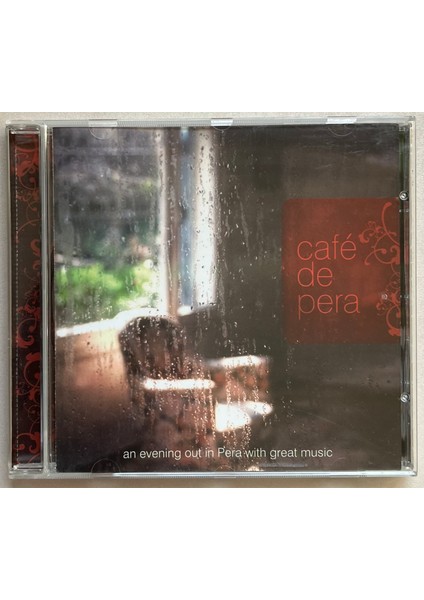 café
de
pera
an evening out in Pera with great music